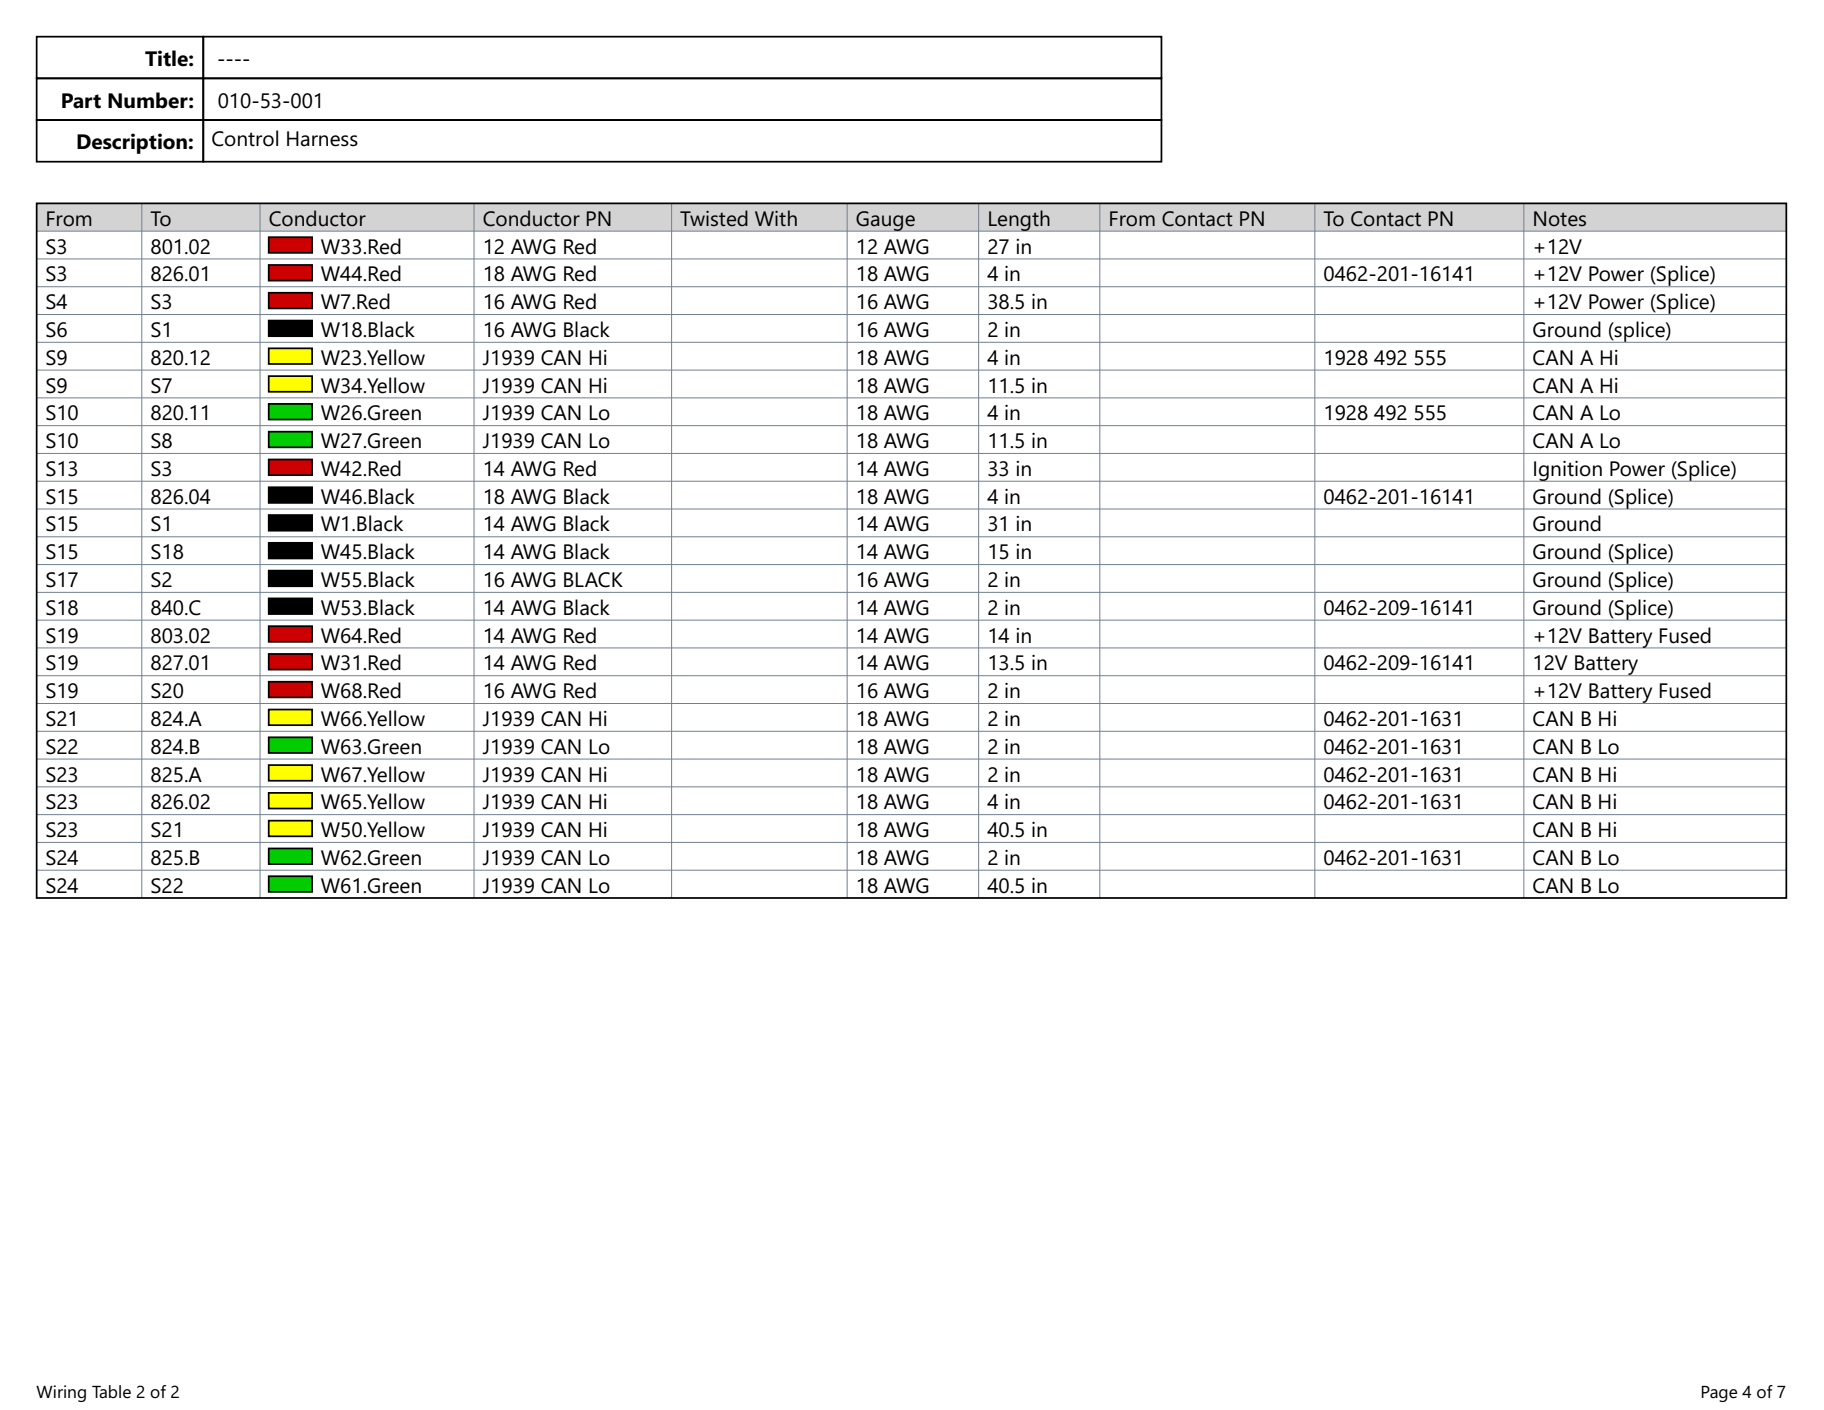 Title: ----
Part Number: 010-53-001
Description: Control Harness
From To Conductor Conductor PN Twisted With Gauge Length From Contact PN To Contact PN Notes
S3 801.02 W33.Red 12 AWG Red 12 AWG 27 in +12V
S3 826.01 W44.Red 18 AWG Red 18 AWG 4 in 0462-201-16141 +12V Power (Splice)
S4 S3 W7.Red 16 AWG Red 16 AWG 38.5 in +12V Power (Splice)
S6 S1 W18.Black 16 AWG Black 16 AWG 2 in Ground (splice)
S9 820.12 W23.Yellow J1939 CAN Hi 18 AWG 4 in 1928 492 555 CAN A Hi
S9 S7 W34.Yellow J1939 CAN Hi 18 AWG 11.5 in CAN A Hi
S10 820.11 W26.Green J1939 CAN Lo 18 AWG 4 in 1928 492 555 CAN A Lo
S10 S8 W27.Green J1939 CAN Lo 18 AWG 11.5 in CAN A Lo
S13 S3 W42.Red 14 AWG Red 14 AWG 33 in Ignition Power (Splice)
S15 826.04 W46.Black 18 AWG Black 18 AWG 4 in 0462-201-16141 Ground (Splice)
S15 S1 W1.Black 14 AWG Black 14 AWG 31 in Ground
S15 S18 W45.Black 14 AWG Black 14 AWG 15 in Ground (Splice)
S17 S2 W55.Black 16 AWG BLACK 16 AWG 2 in Ground (Splice)
S18 840.C W53.Black 14 AWG Black 14 AWG 2 in 0462-209-16141 Ground (Splice)
S19 803.02 W64.Red 14 AWG Red 14 AWG 14 in +12V Battery Fused
S19 827.01 W31.Red 14 AWG Red 14 AWG 13.5 in 0462-209-16141 12V Battery
S19 S20 W68.Red 16 AWG Red 16 AWG 2 in +12V Battery Fused
S21 824.A W66.Yellow J1939 CAN Hi 18 AWG 2 in 0462-201-1631 CAN B Hi
S22 824.B W63.Green J1939 CAN Lo 18 AWG 2 in 0462-201-1631 CAN B Lo
S23 825.A W67.Yellow J1939 CAN Hi 18 AWG 2 in 0462-201-1631 CAN B Hi
S23 826.02 W65.Yellow J1939 CAN Hi 18 AWG 4 in 0462-201-1631 CAN B Hi
S23 S21 W50.Yellow J1939 CAN Hi 18 AWG 40.5 in CAN B Hi
S24 825.B W62.Green J1939 CAN Lo 18 AWG 2 in 0462-201-1631 CAN B Lo
S24 S22 W61.Green J1939 CAN Lo 18 AWG 40.5 in CAN B Lo
Wiring Table 2 of 2 Page 4 of 7